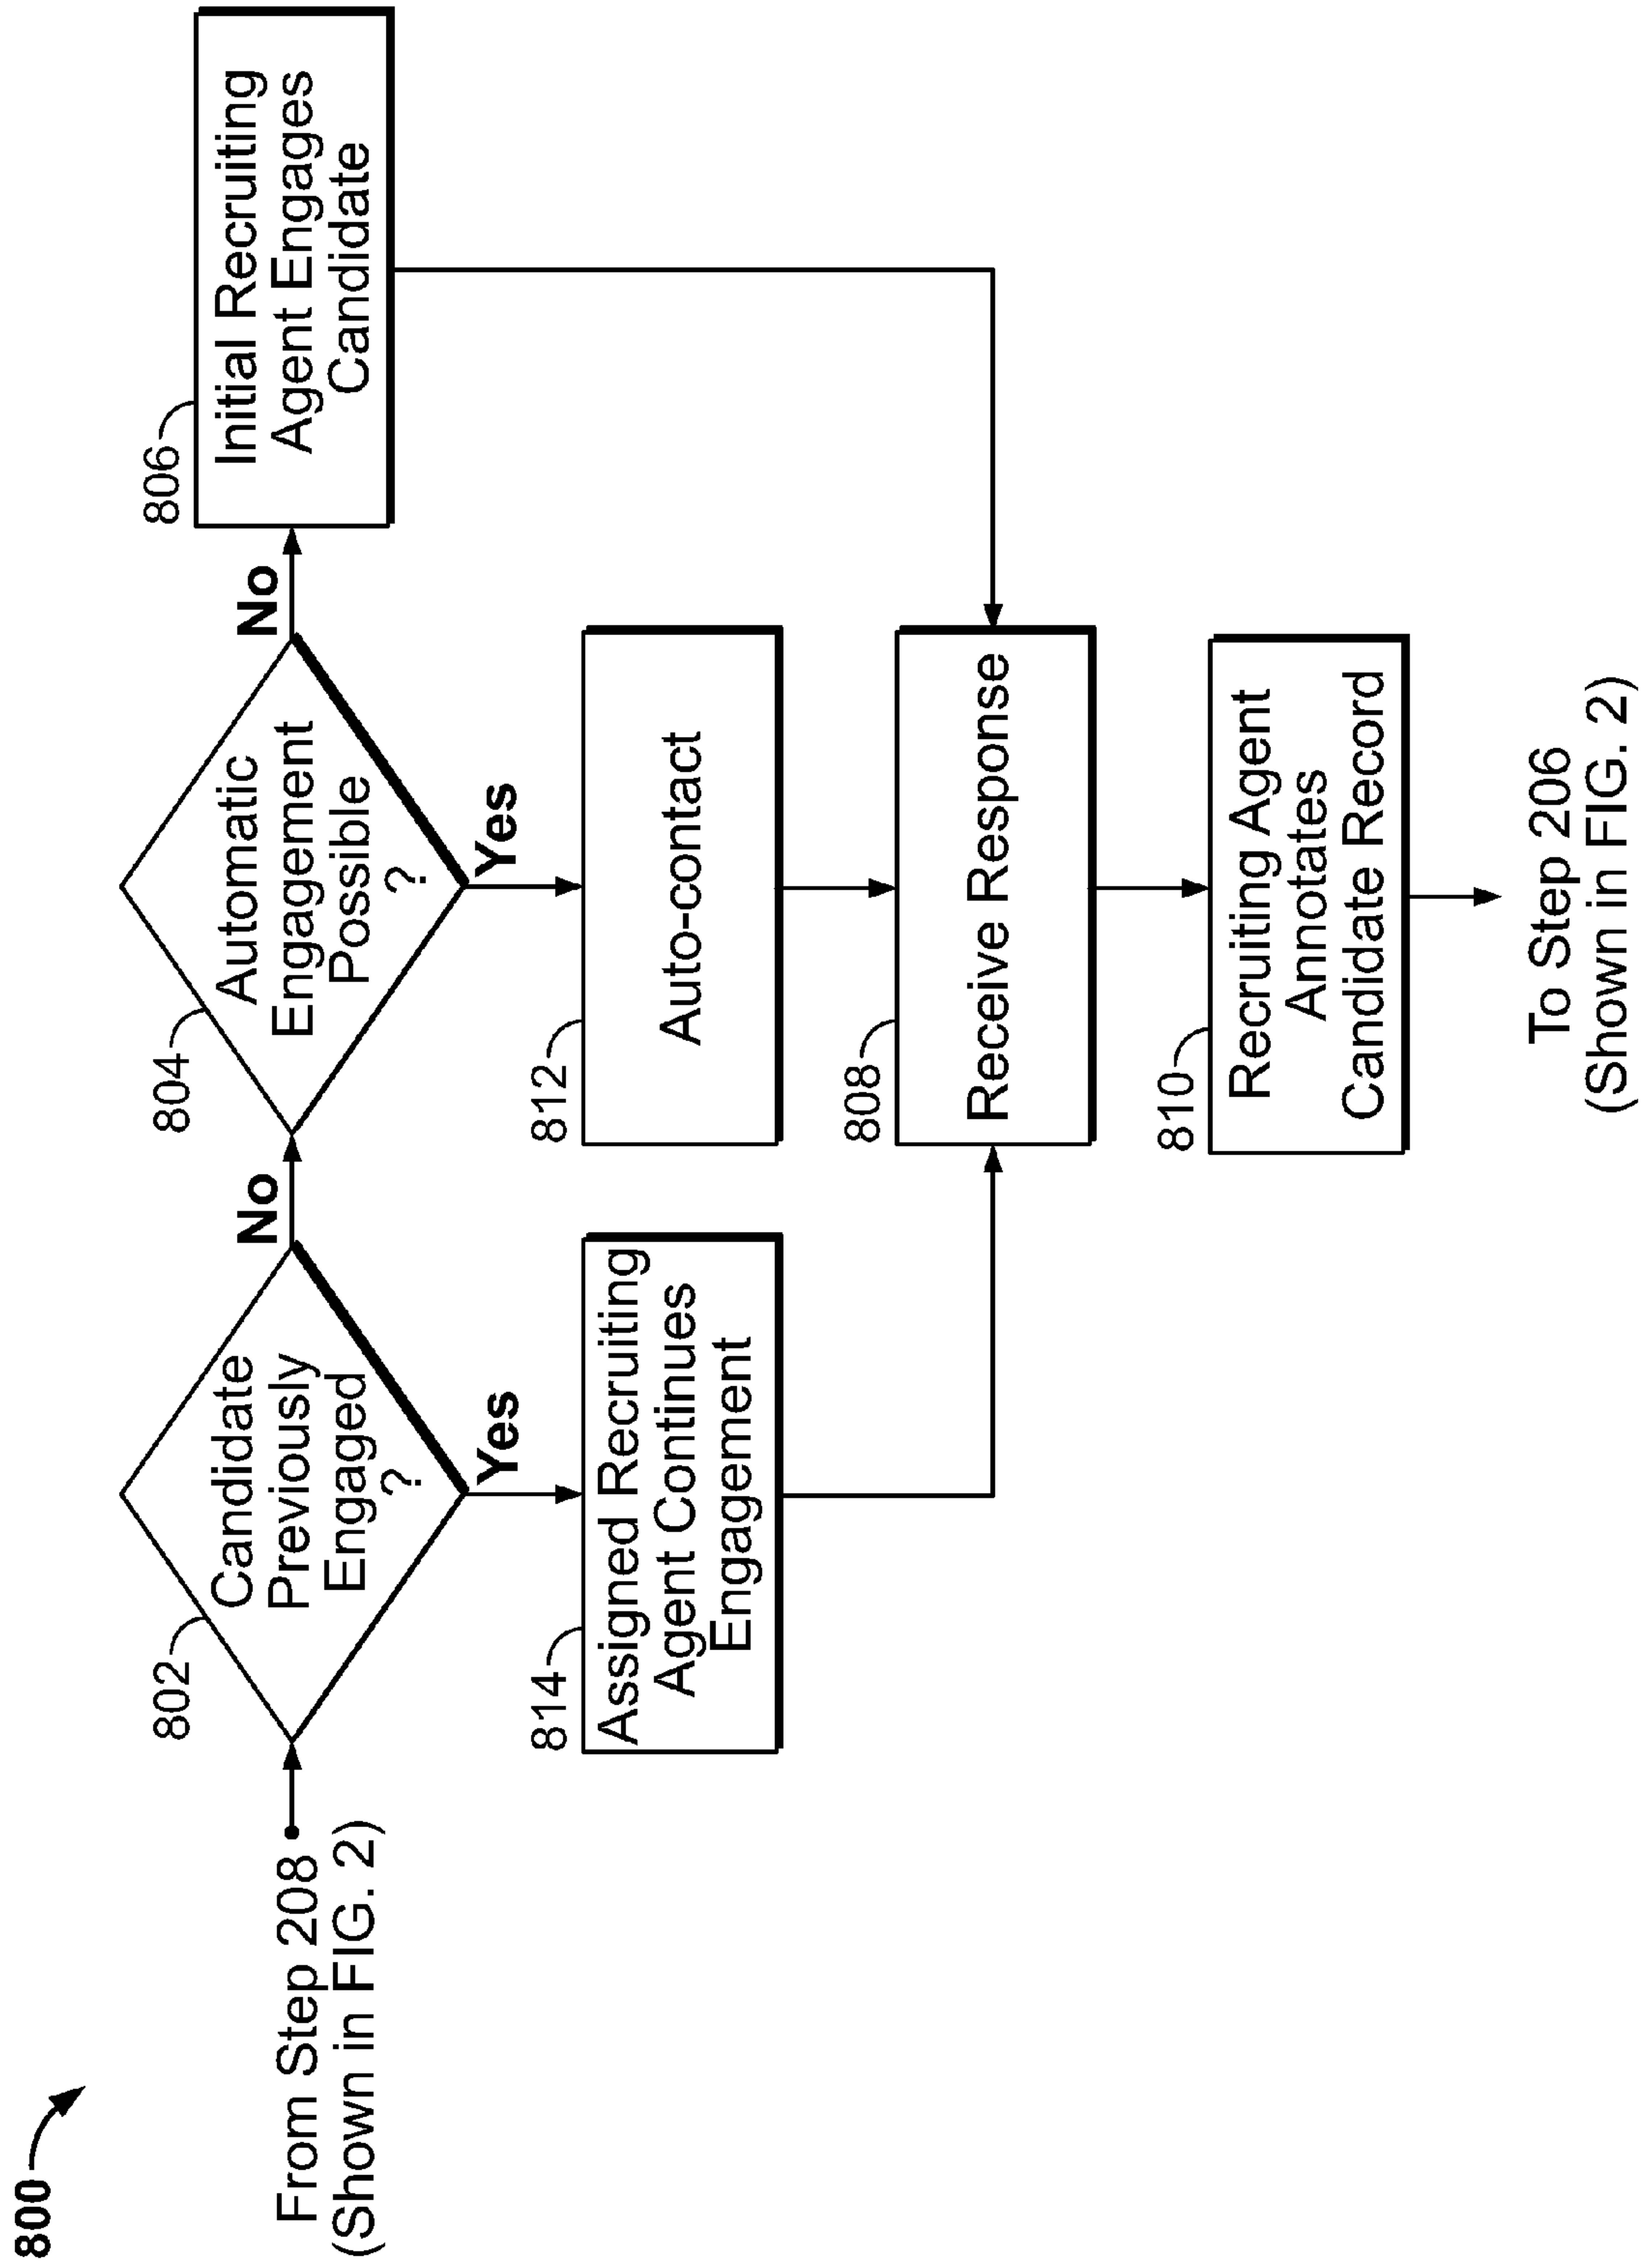 800
From Step 208
(Shown in FIG. 2)
802
Candidate
Previously
Engaged
?
No
Yes
804
Automatic
Engagement
Possible
?
No
Yes
806
Initial Recruiting
Agent Engages
Candidate
814
Assigned Recruiting
Agent Continues
Engagement
812
Auto-contact
808
Receive Response
810
Recruiting Agent
Annotates
Candidate Record
To Step 206
(Shown in FIG. 2)